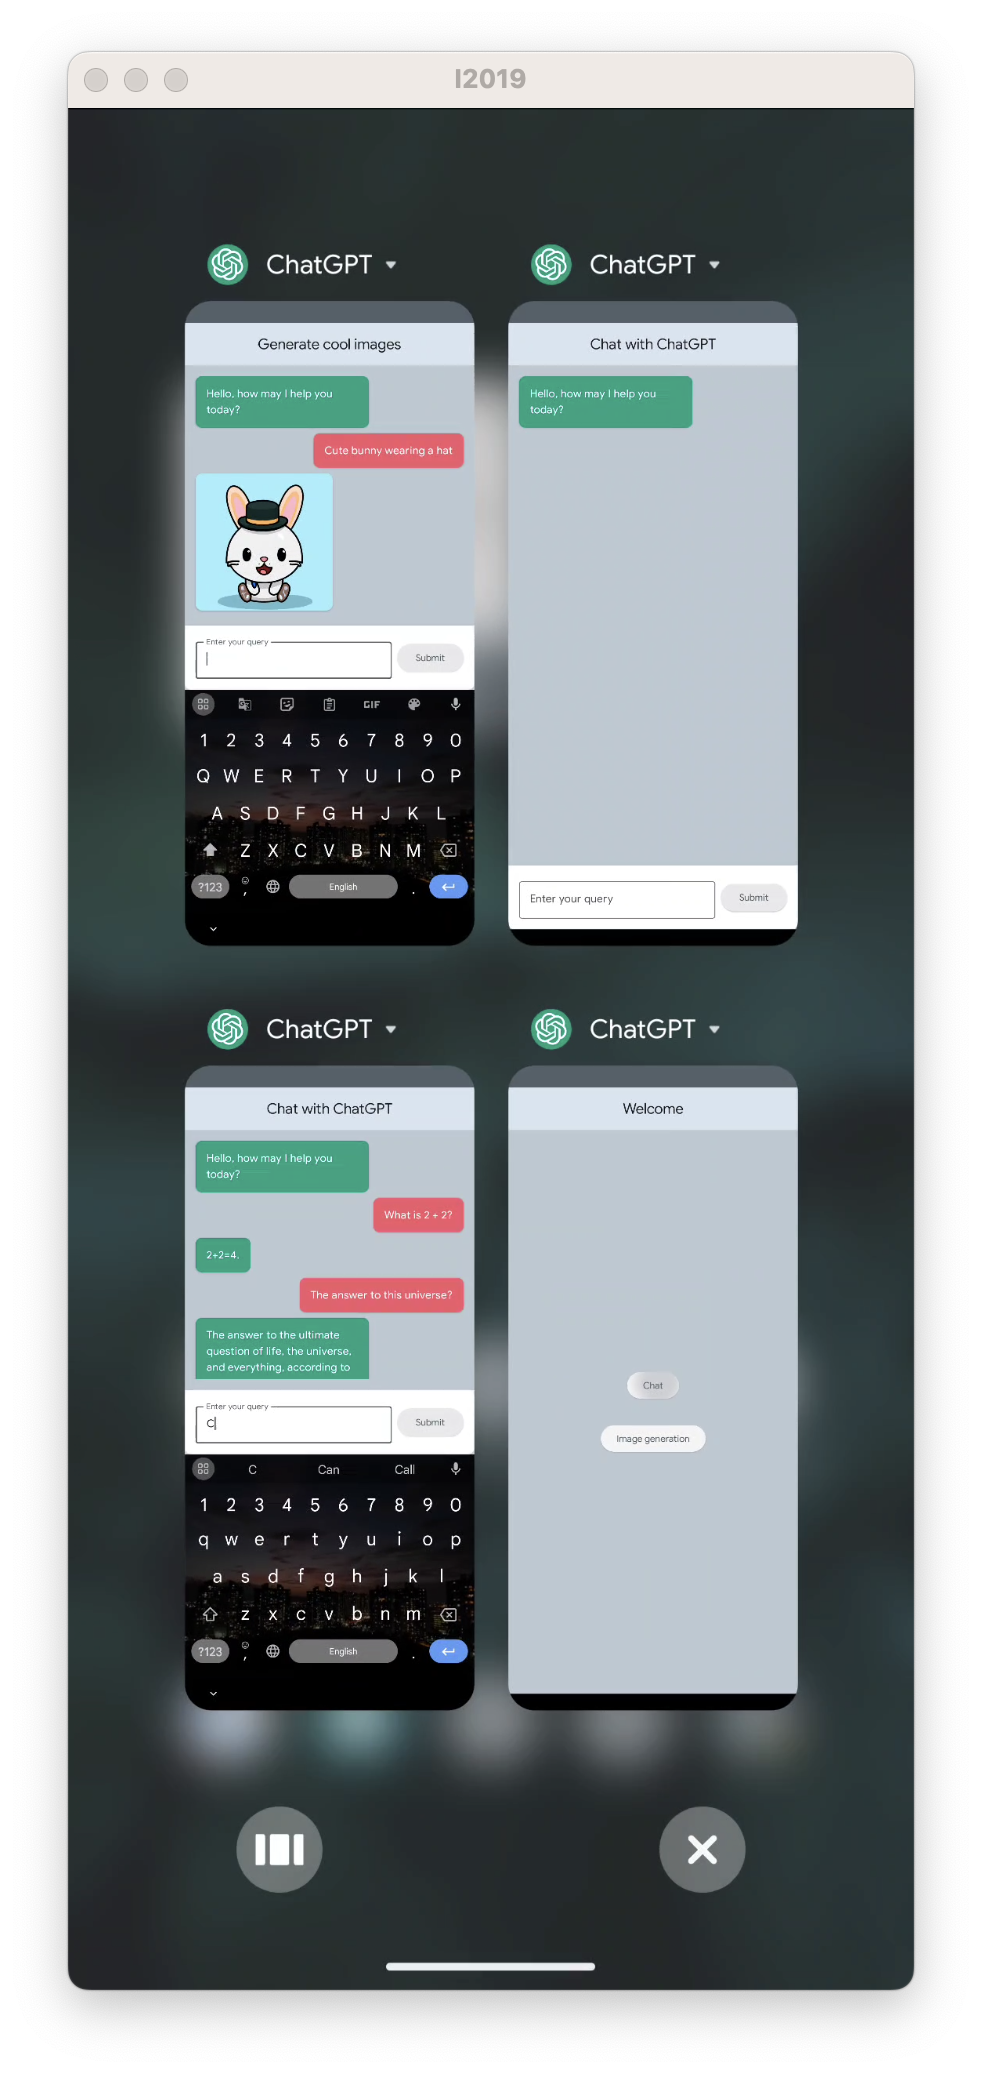 I2019
ChatGPT
Generate cool images
Hello, how may I help you
today?
Cute bunny wearing a hat
Enter your query
Submit
GIF
1 2 3 4 5 6 7 8 9 0
Q W E R T Y U I O P
A S D F G H J K L
Z X C V B N M
?123 , English .
ChatGPT
Chat with ChatGPT
Hello, how may I help you
today?
Enter your query
Submit
ChatGPT
Chat with ChatGPT
Hello, how may I help you
today?
What is 2 + 2?
2+2=4.
The answer to this universe?
The answer to the ultimate
question of life, the universe,
and everything, according to
Enter your query
C
Submit
C Can Call
1 2 3 4 5 6 7 8 9 0
q w e r t y u i o p
a s d f g h j k l
z x c v b n m
?123 , English .
ChatGPT
Welcome
Chat
Image generation